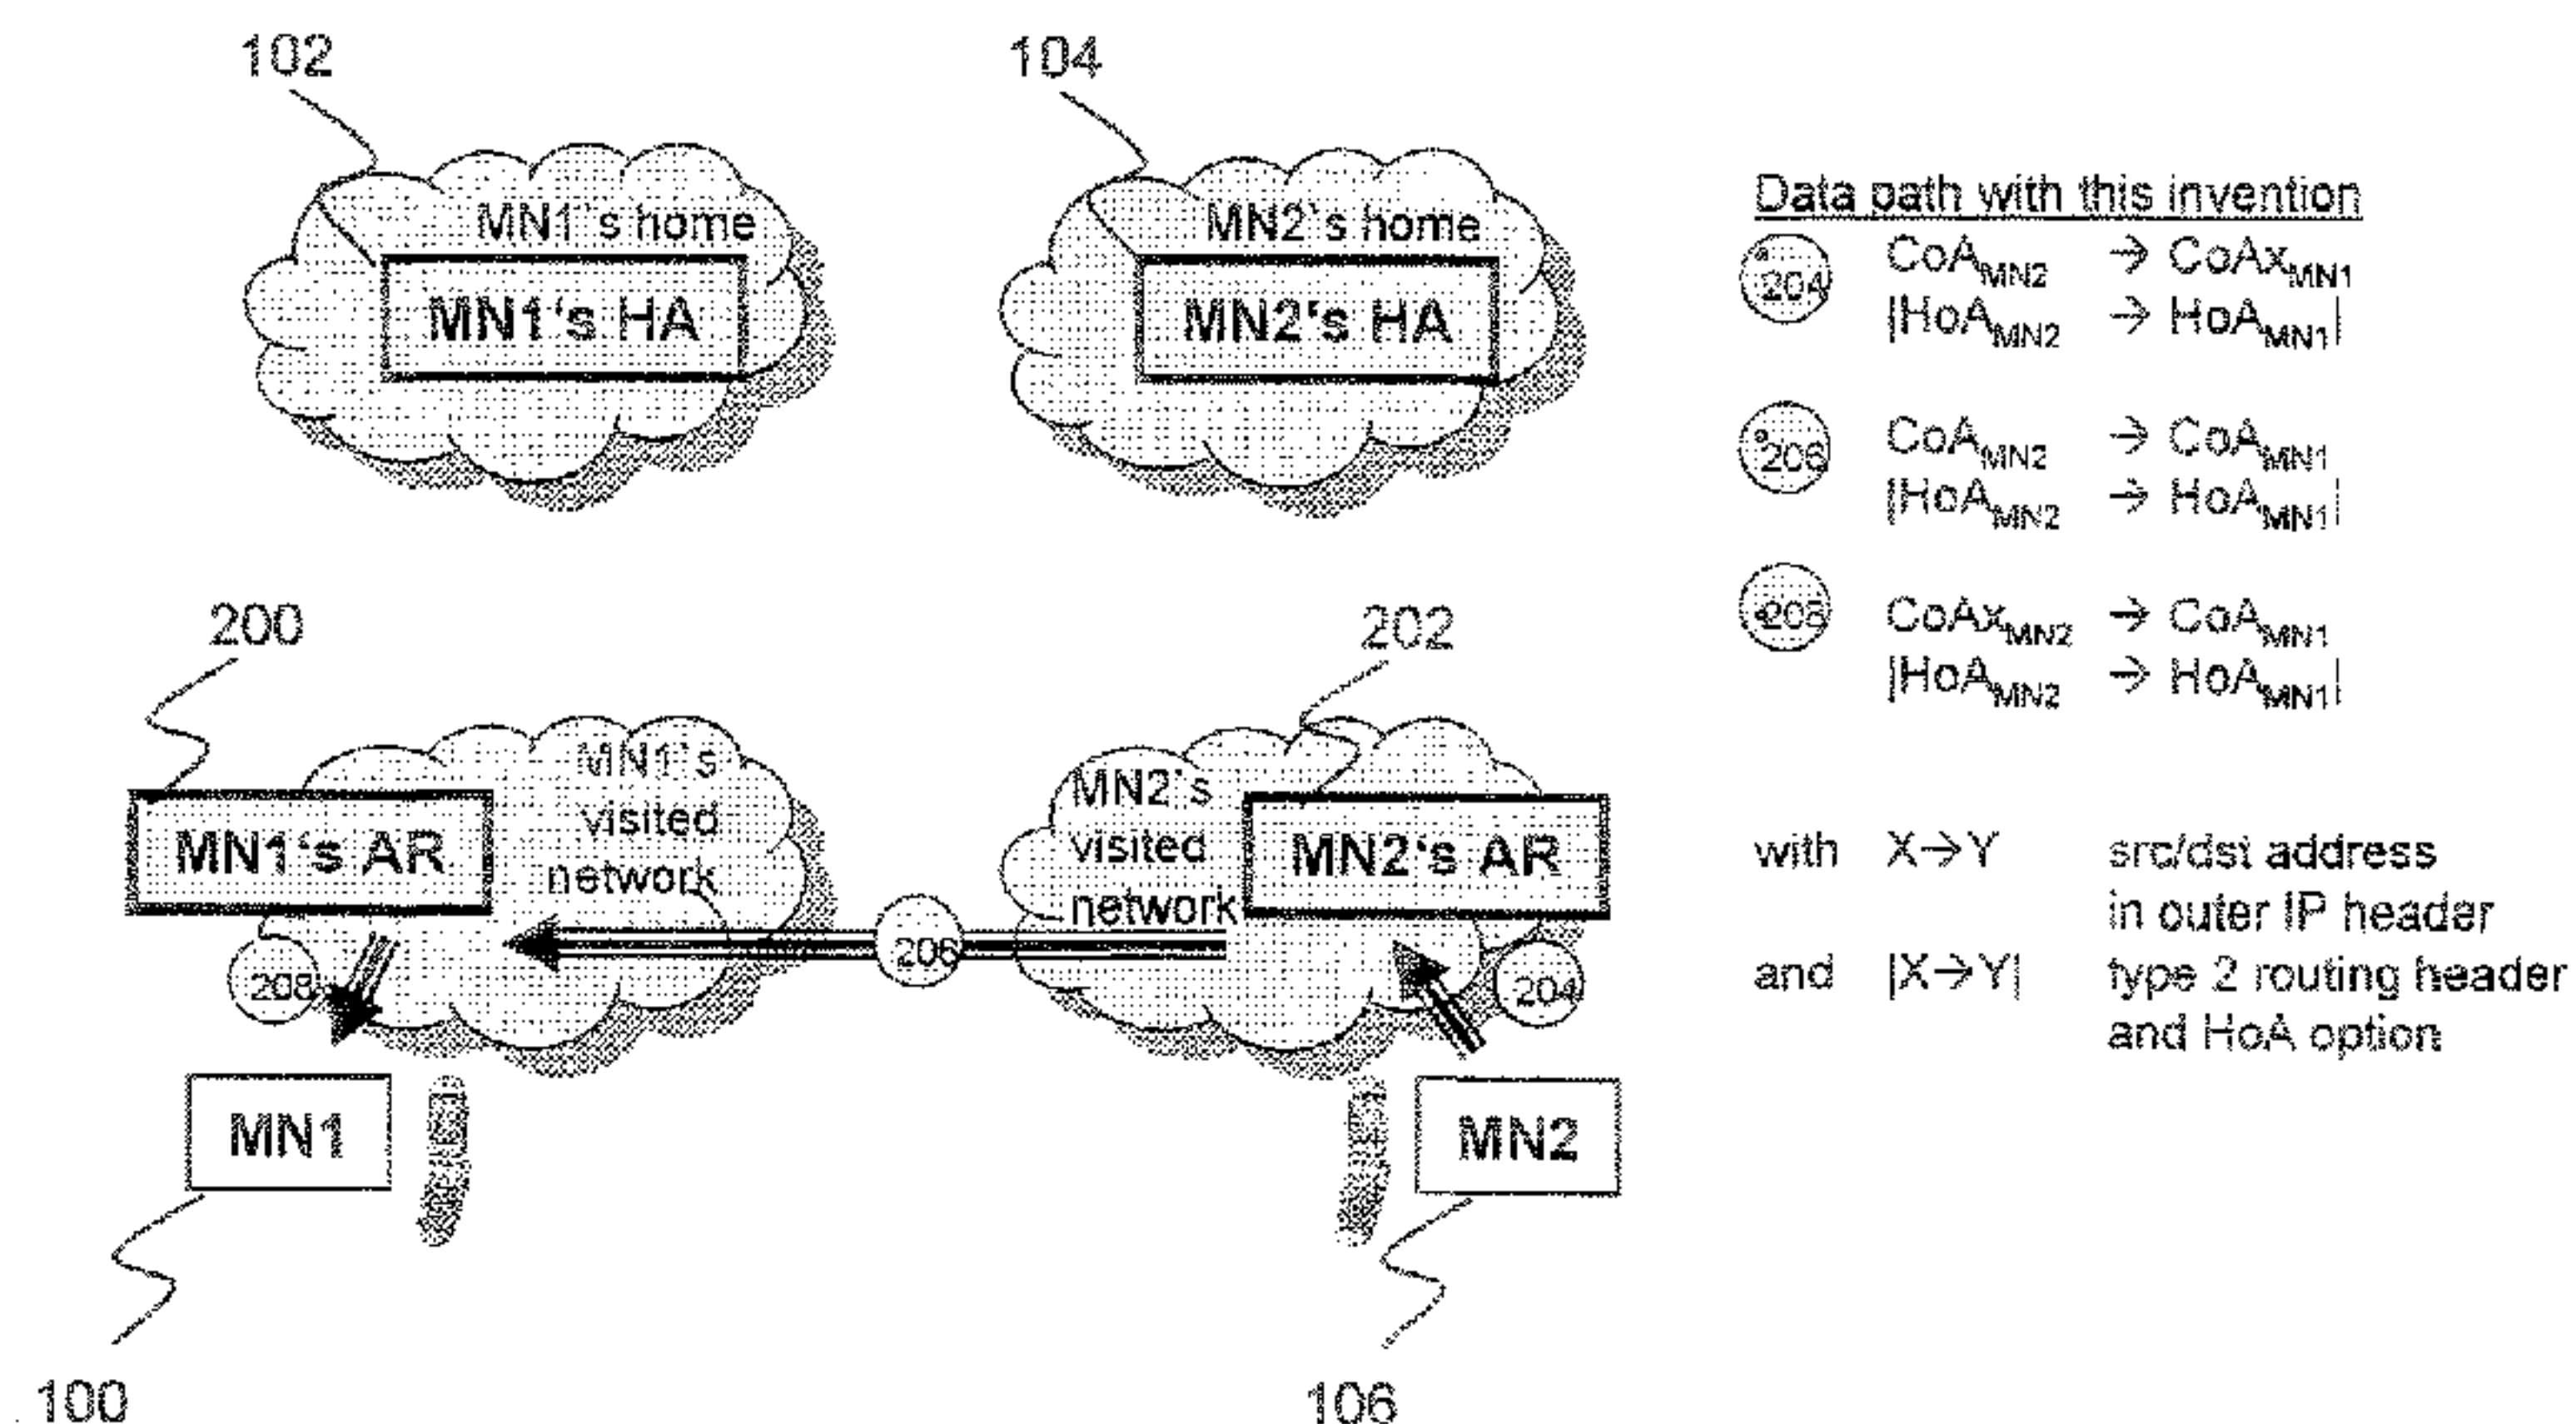 102
104
MN1's home
MN1's HA
MN2's home
MN2's HA
Data path with this invention
204 CoA_MN2 → CoAx_MN1
|HoA_MN2 → HoA_MN1|
206 CoA_MN2 → CoA_MN1
|HoA_MN2 → HoA_MN1|
208 CoAx_MN2 → CoA_MN1
|HoA_MN2 → HoA_MN1|
with X→Y src/dst address
in outer IP header
and |X→Y| type 2 routing header
and HoA option
200
202
MN1's
visited
network
MN1's AR
MN2's
visited
network
MN2's AR
208
206
204
MN1
MN2
100
106